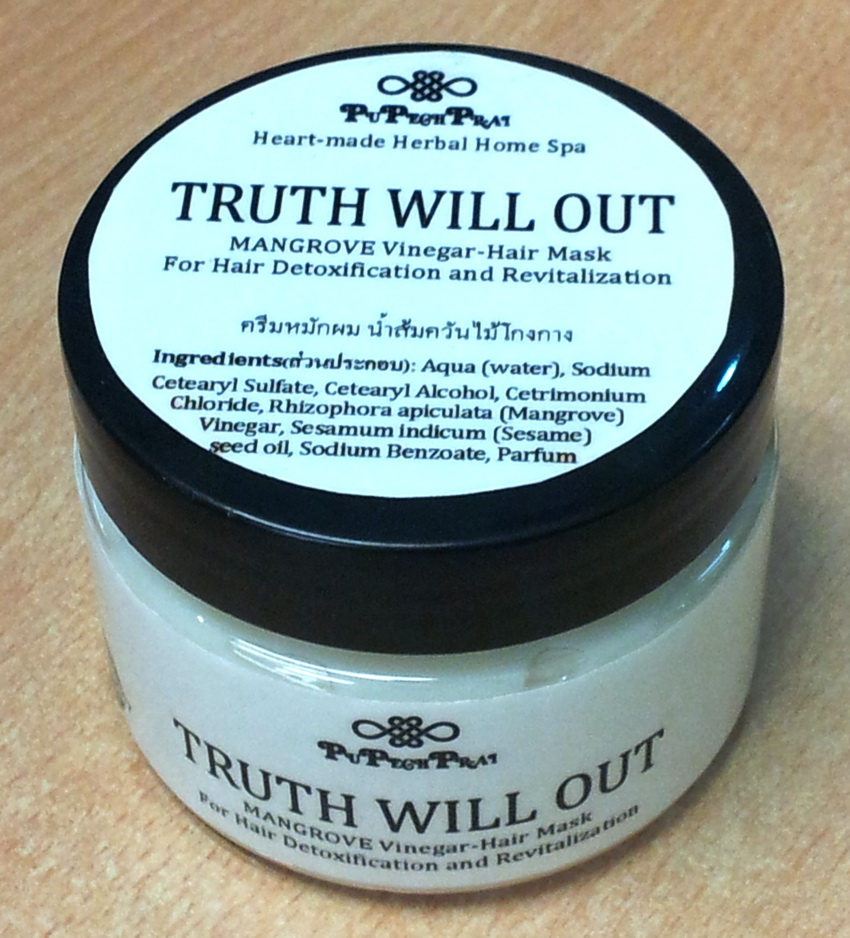 PUPECHPRAI
Heart-made Herbal Home Spa
TRUTH WILL OUT
MANGROVE Vinegar-Hair Mask
For Hair Detoxification and Revitalization
ครีมหมักผม น้ำส้มควันไม้โกงกาง
Ingredients(ส่วนประกอบ): Aqua (water), Sodium
Cetearyl Sulfate, Cetearyl Alcohol, Cetrimonium
Chloride, Rhizophora apiculata (Mangrove)
Vinegar, Sesamum indicum (Sesame)
seed oil, Sodium Benzoate, Parfum
PUPECHPRAI
TRUTH WILL OUT
MANGROVE Vinegar-Hair Mask
For Hair Detoxification and Revitalization